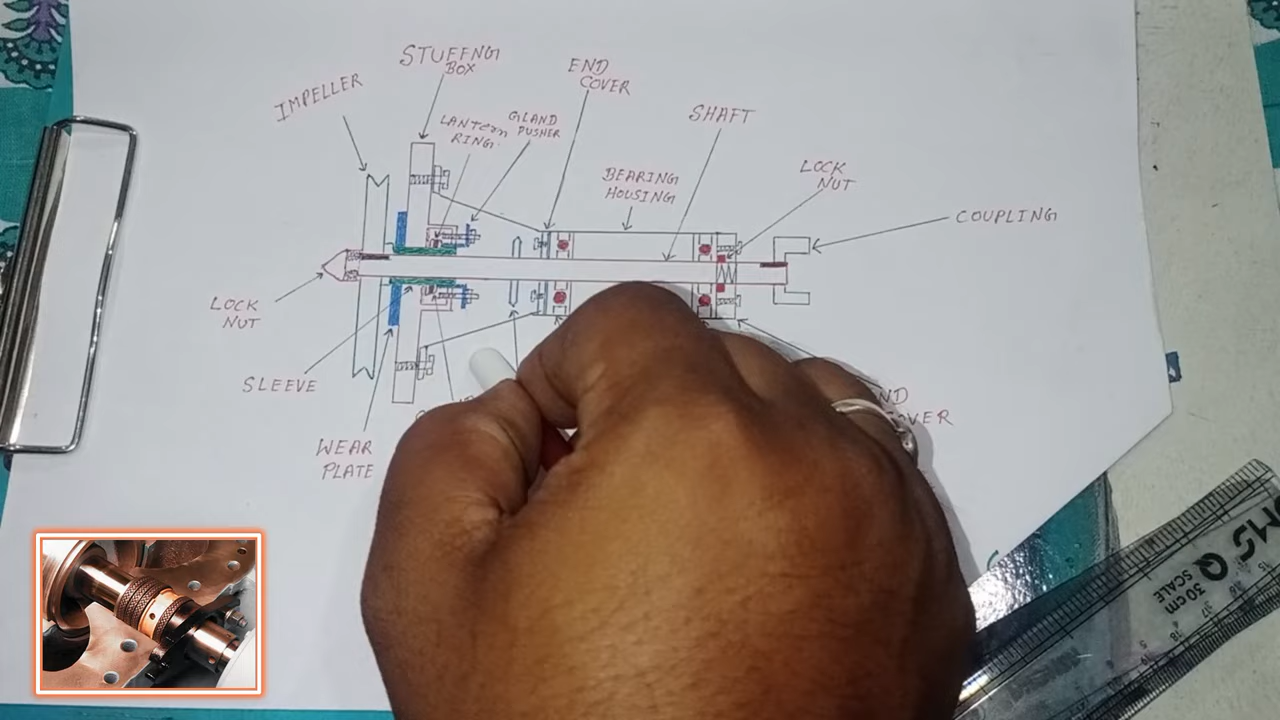 STUFFNG
BOX
END
COVER
IMPELLER
LANTERN
RING.
GLAND
PUSHER
SHAFT
BEARING
HOUSING
LOCK
NUT
COUPLING
LOCK
NUT
SLEEVE
WEAR
PLATE
30 cm
SCALE